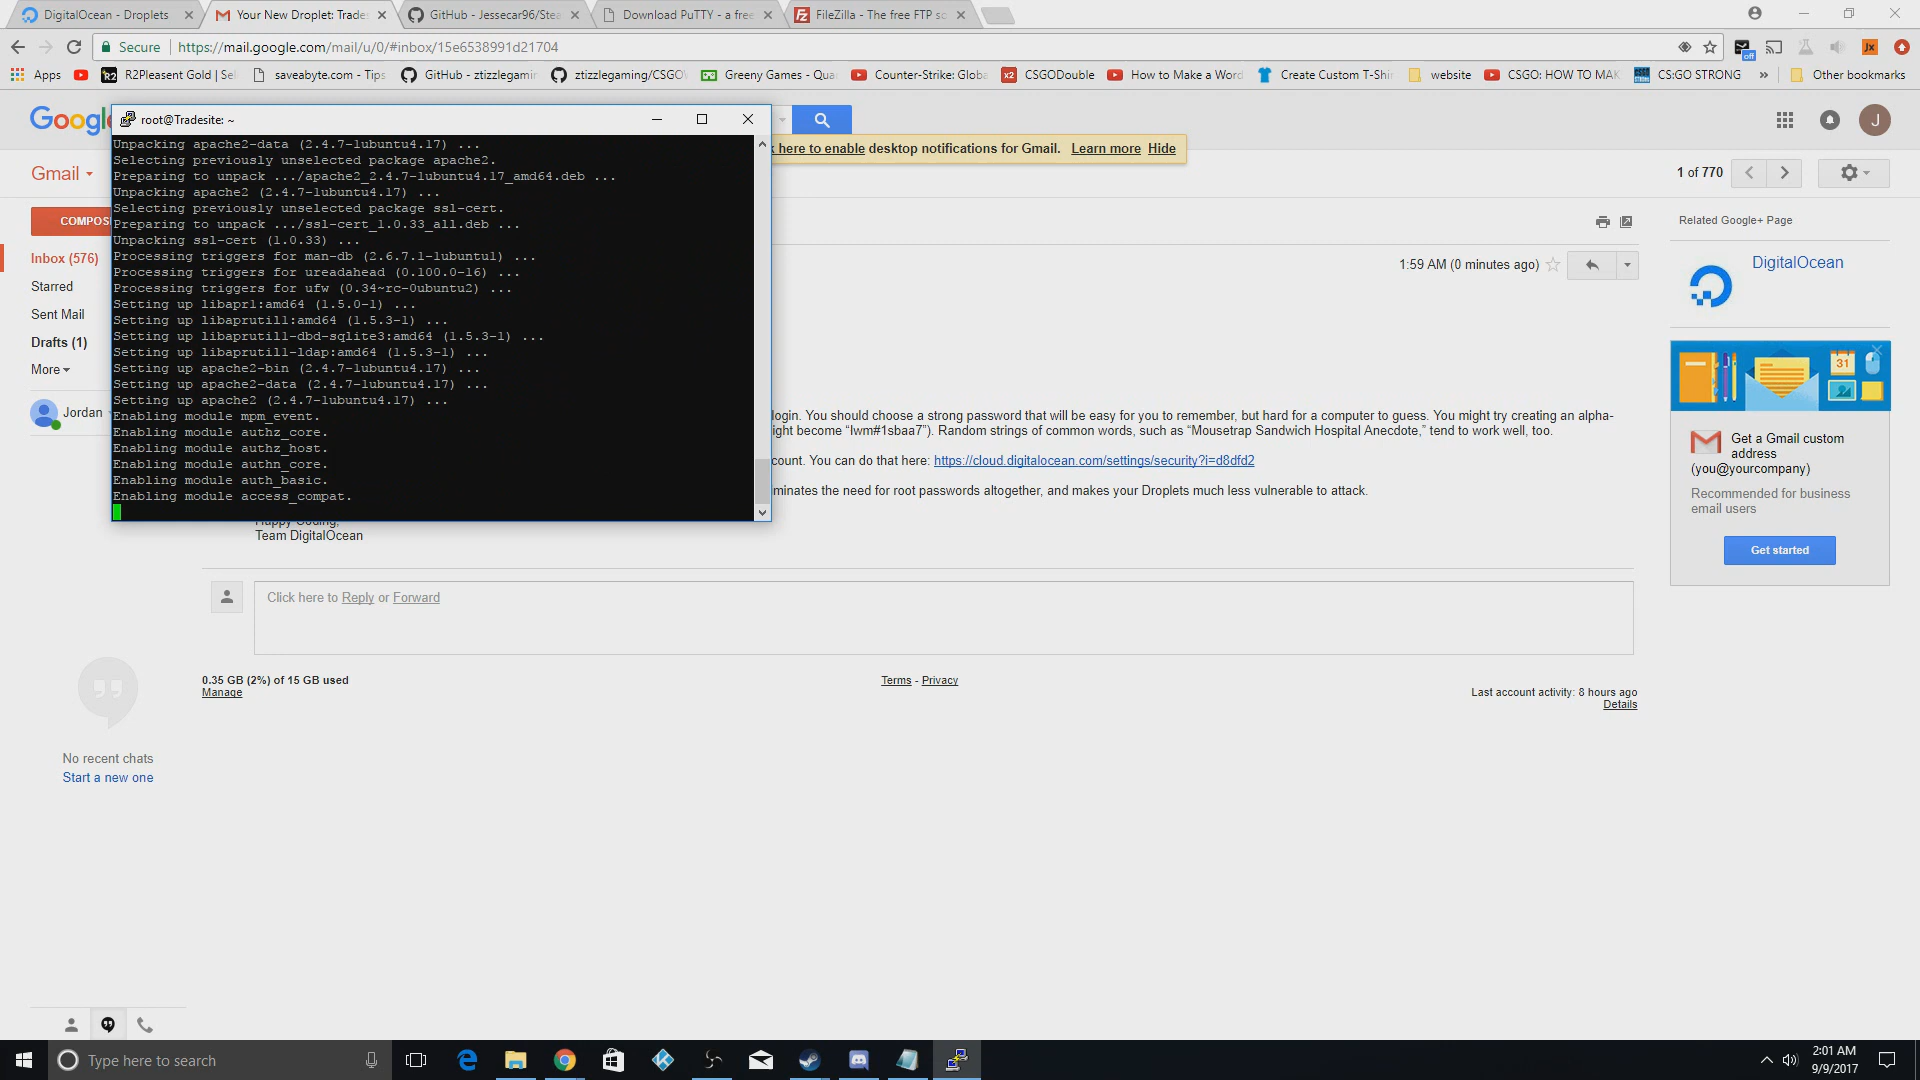 DigitalOcean - Droplets
Your New Droplet: Trades
GitHub - Jessecar96/Stea
Download PuTTY - a free
FileZilla - The free FTP so
Secure
https://mail.google.com/mail/u/0/#inbox/15e6538991d21704
Apps
R2Pleasent Gold | Sel
saveabyte.com - Tips
GitHub - ztizzlegamin
ztizzlegaming/CSGOW
Greeny Games - Qua
Counter-Strike: Globa
CSGODouble
How to Make a Word
Create Custom T-Shir
website
CSGO: HOW TO MAK
CS:GO STRONG
»
Other bookmarks
Google
root@Tradesite: ~
Unpacking apache2-data (2.4.7-1ubuntu4.17) ...
Selecting previously unselected package apache2.
Preparing to unpack .../apache2_2.4.7-1ubuntu4.17_amd64.deb ...
Unpacking apache2 (2.4.7-1ubuntu4.17) ...
Selecting previously unselected package ssl-cert.
Preparing to unpack .../ssl-cert_1.0.33_all.deb ...
Unpacking ssl-cert (1.0.33) ...
Processing triggers for man-db (2.6.7.1-1ubuntu1) ...
Processing triggers for ureadahead (0.100.0-16) ...
Processing triggers for ufw (0.34~rc-0ubuntu2) ...
Setting up libapr1:amd64 (1.5.0-1) ...
Setting up libaprutil1:amd64 (1.5.3-1) ...
Setting up libaprutil1-dbd-sqlite3:amd64 (1.5.3-1) ...
Setting up libaprutil1-ldap:amd64 (1.5.3-1) ...
Setting up apache2-bin (2.4.7-1ubuntu4.17) ...
Setting up apache2-data (2.4.7-1ubuntu4.17) ...
Setting up apache2 (2.4.7-1ubuntu4.17) ...
Enabling module mpm_event.
Enabling module authz_core.
Enabling module authz_host.
Enabling module authn_core.
Enabling module auth_basic.
Enabling module access_compat.
here to enable desktop notifications for Gmail. Learn more Hide
J
Gmail
1 of 770
COMPOS
Inbox (576)
Starred
Sent Mail
Drafts (1)
More
Jordan
1:59 AM (0 minutes ago)
login. You should choose a strong password that will be easy for you to remember, but hard for a computer to guess. You might try creating an alpha-
ight become “Iwm#1sbaa7”). Random strings of common words, such as “Mousetrap Sandwich Hospital Anecdote,” tend to work well, too.
count. You can do that here: https://cloud.digitalocean.com/settings/security?i=d8dfd2
minates the need for root passwords altogether, and makes your Droplets much less vulnerable to attack.
Happy Coding,
Team DigitalOcean
Click here to Reply or Forward
0.35 GB (2%) of 15 GB used
Manage
Terms - Privacy
Last account activity: 8 hours ago
Details
Related Google+ Page
DigitalOcean
31
Get a Gmail custom
address
(you@yourcompany)
Recommended for business
email users
Get started
No recent chats
Start a new one
Type here to search
2:01 AM
9/9/2017